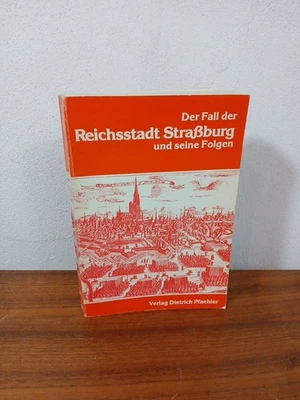 Der Fall der
Reichsstadt Straßburg
und seine Folgen
Verlag Dietrich Pfaehler